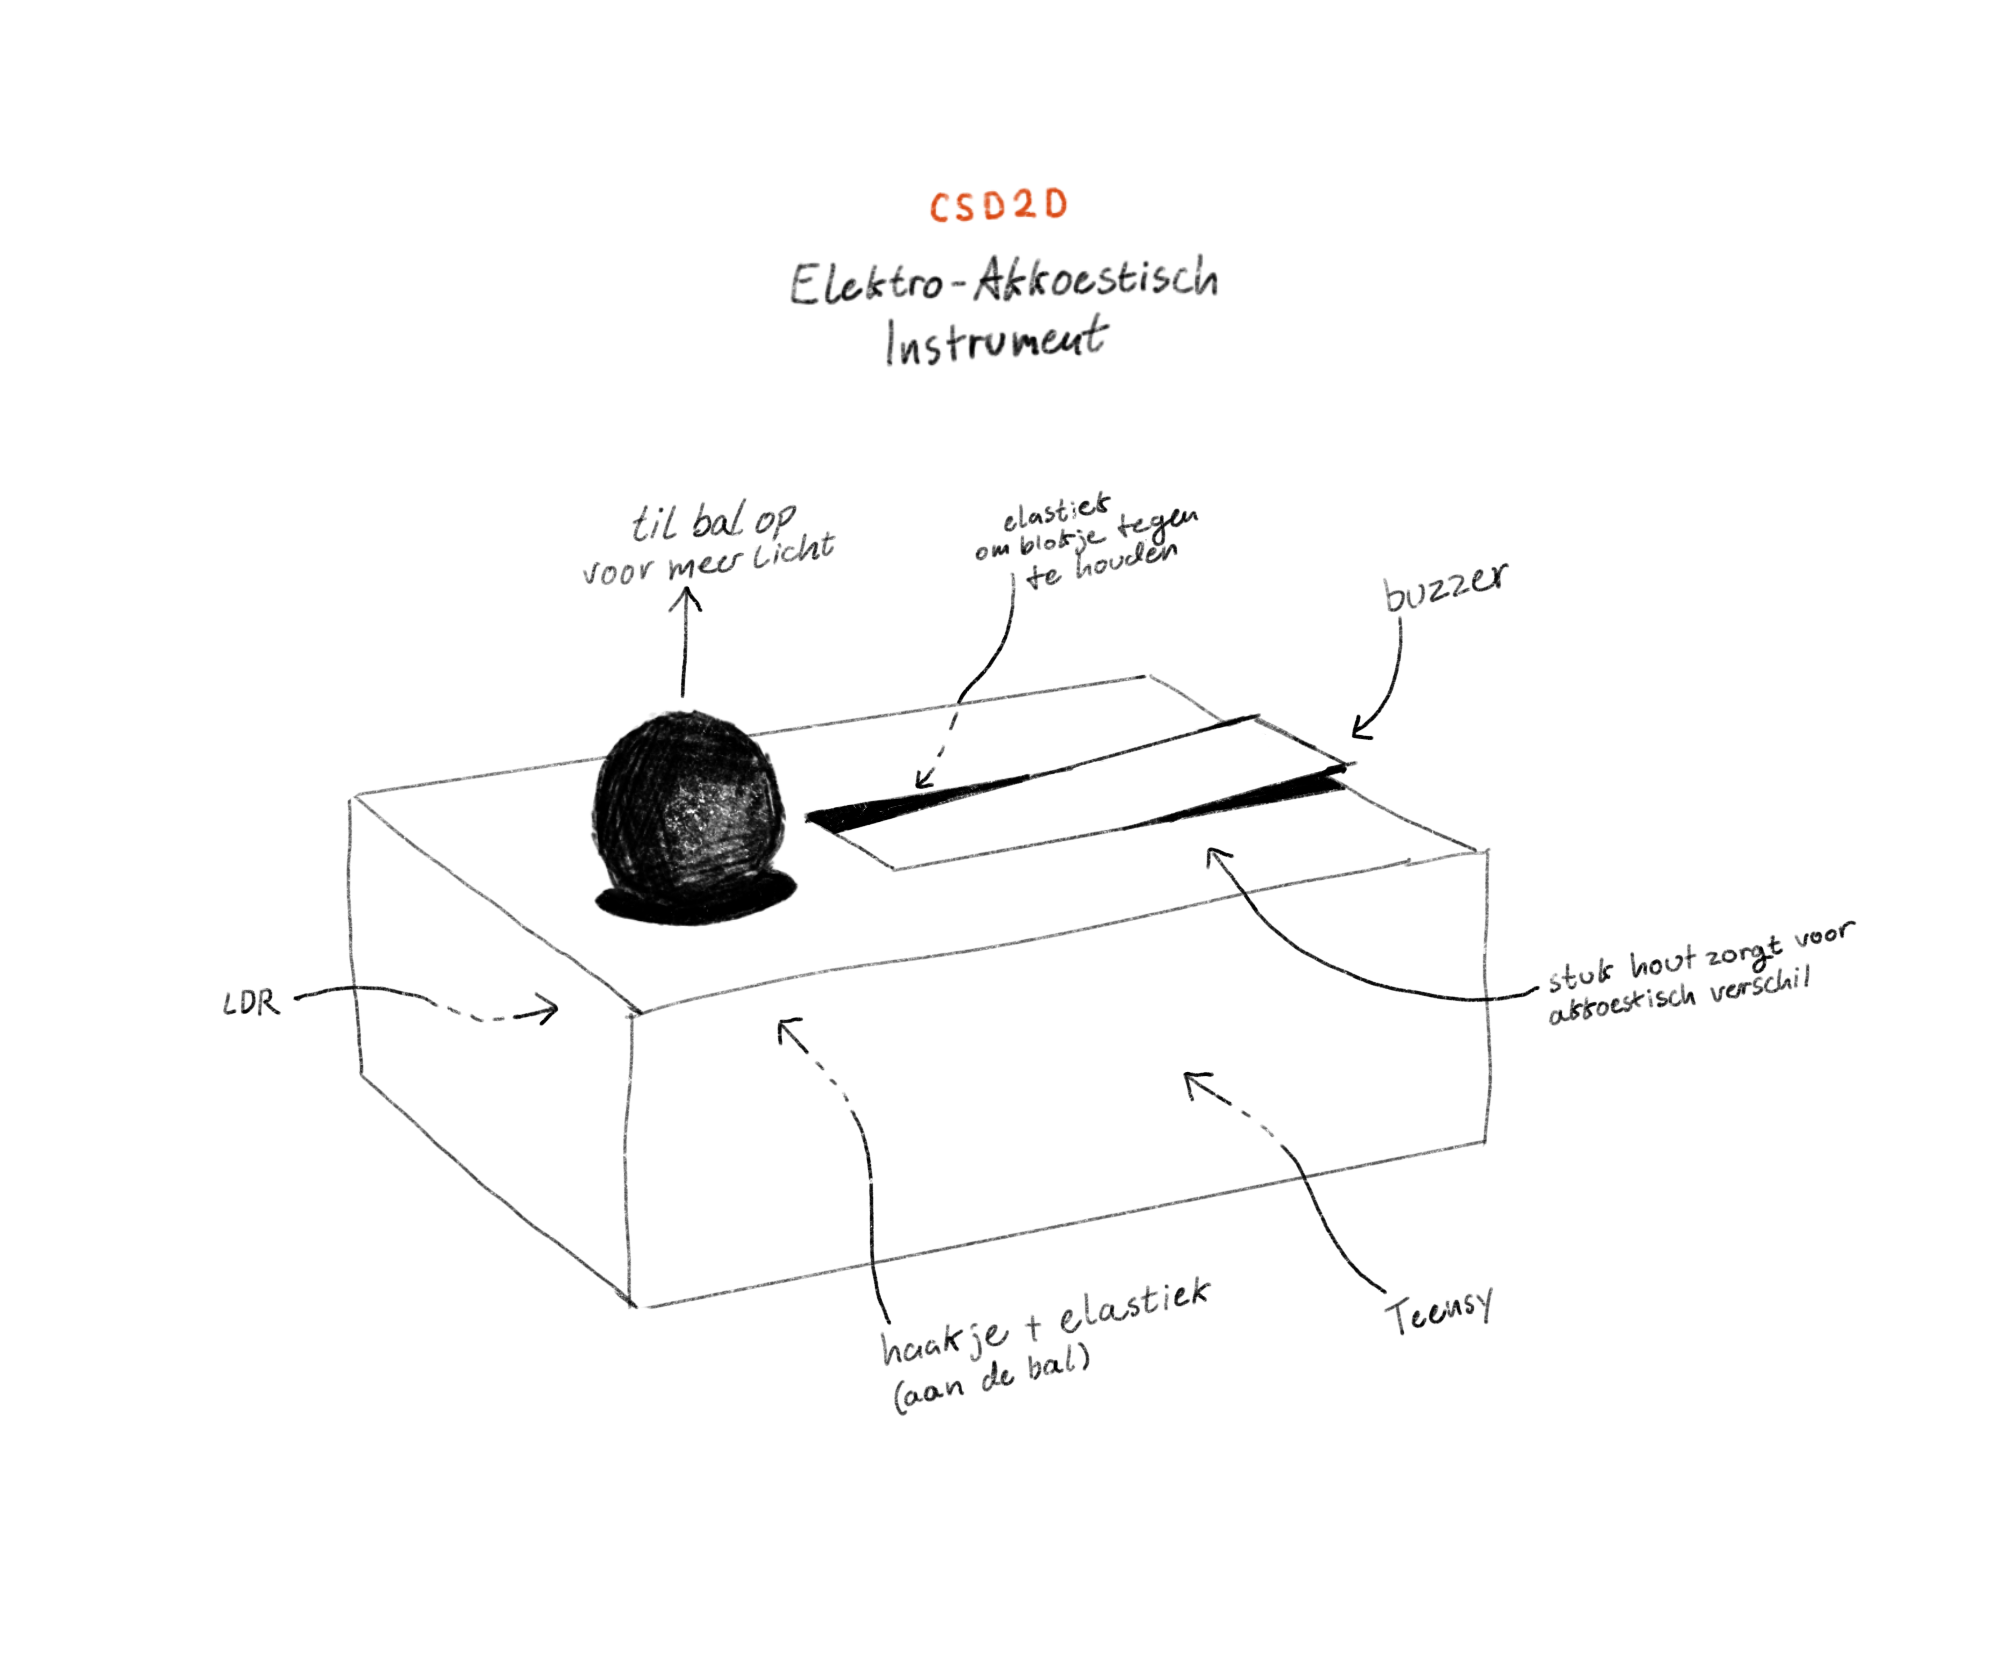 CSD2D
Elektro-Akkoestisch
Instrument
til bal op
voor meer licht
elastiek
om blokje tegen
te houden
buzzer
LDR
stuk hout zorgt voor
akkoestisch verschil
haakje + elastiek
(aan de bal)
Teensy